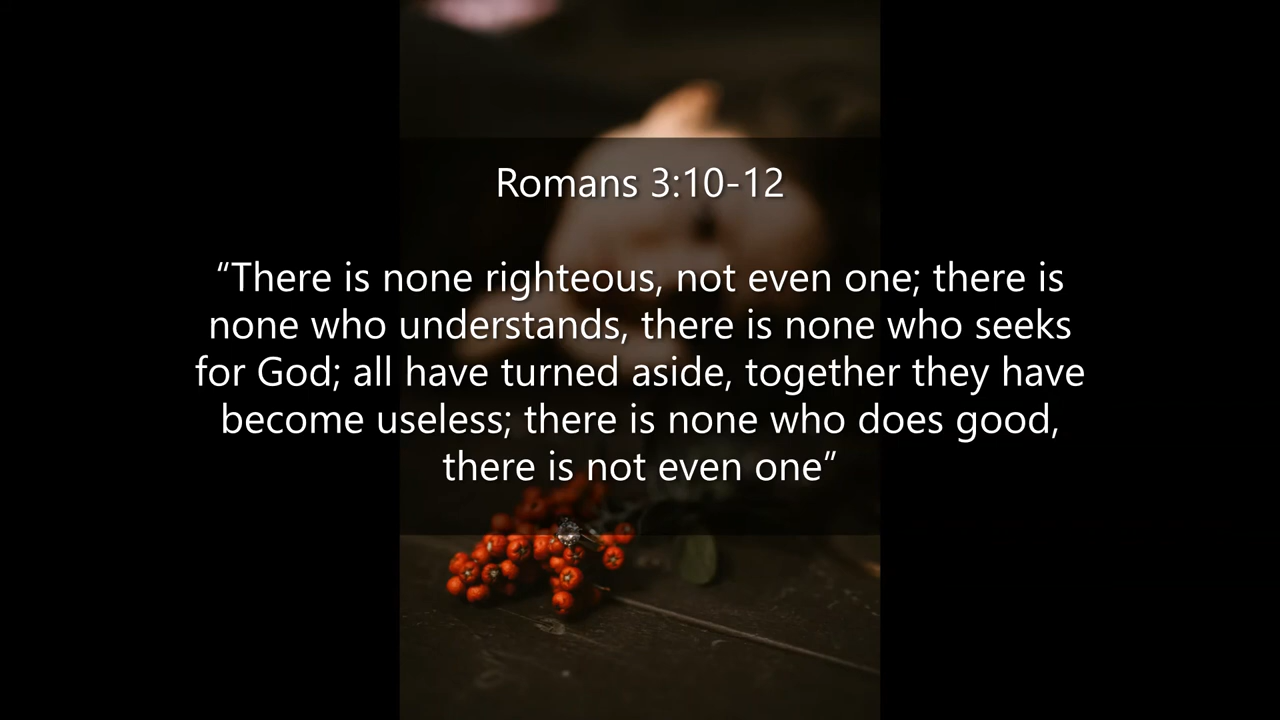 Romans 3:10-12
“There is none righteous, not even one; there is
none who understands, there is none who seeks
for God; all have turned aside, together they have
become useless; there is none who does good,
there is not even one”